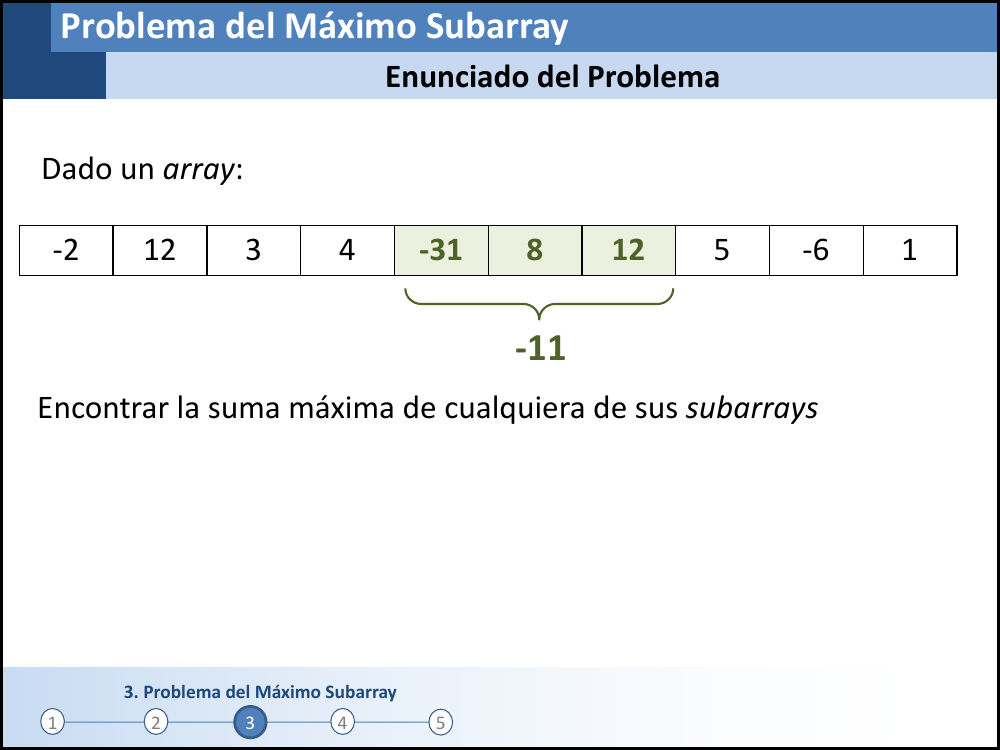 Problema del Máximo Subarray
Enunciado del Problema
Dado un array:
-2 12 3 4 -31 8 12 5 -6 1
-11
Encontrar la suma máxima de cualquiera de sus subarrays
3. Problema del Máximo Subarray
1 2 3 4 5